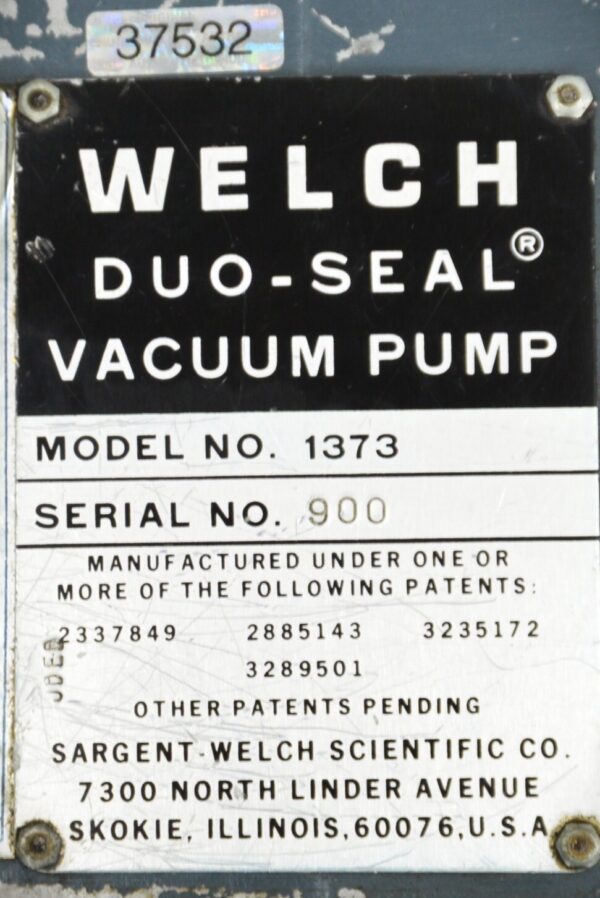 37532
WELCH
DUO-SEAL®
VACUUM PUMP
MODEL NO. 1373
SERIAL NO. 900
MANUFACTURED UNDER ONE OR
MORE OF THE FOLLOWING PATENTS:
2337849 2885143 3235172
3289501
OTHER PATENTS PENDING
SARGENT-WELCH SCIENTIFIC CO.
7300 NORTH LINDER AVENUE
SKOKIE, ILLINOIS, 60076, U.S.A